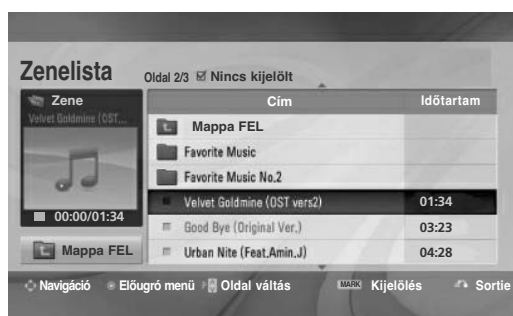 Zenelista Oldal 2/3 Nincs kijelölt
Zene Cím Időtartam
Velvet Goldmine (OST...
Mappa FEL
Favorite Music
Favorite Music No.2
Velvet Goldmine (OST vers2) 01:34
00:00/01:34
Good Bye (Original Ver.) 03:23
Mappa FEL
Urban Nite (Feat.Amin.J) 04:28
Navigáció Előugró menü Oldal váltás MARK Kijelölés Sortie